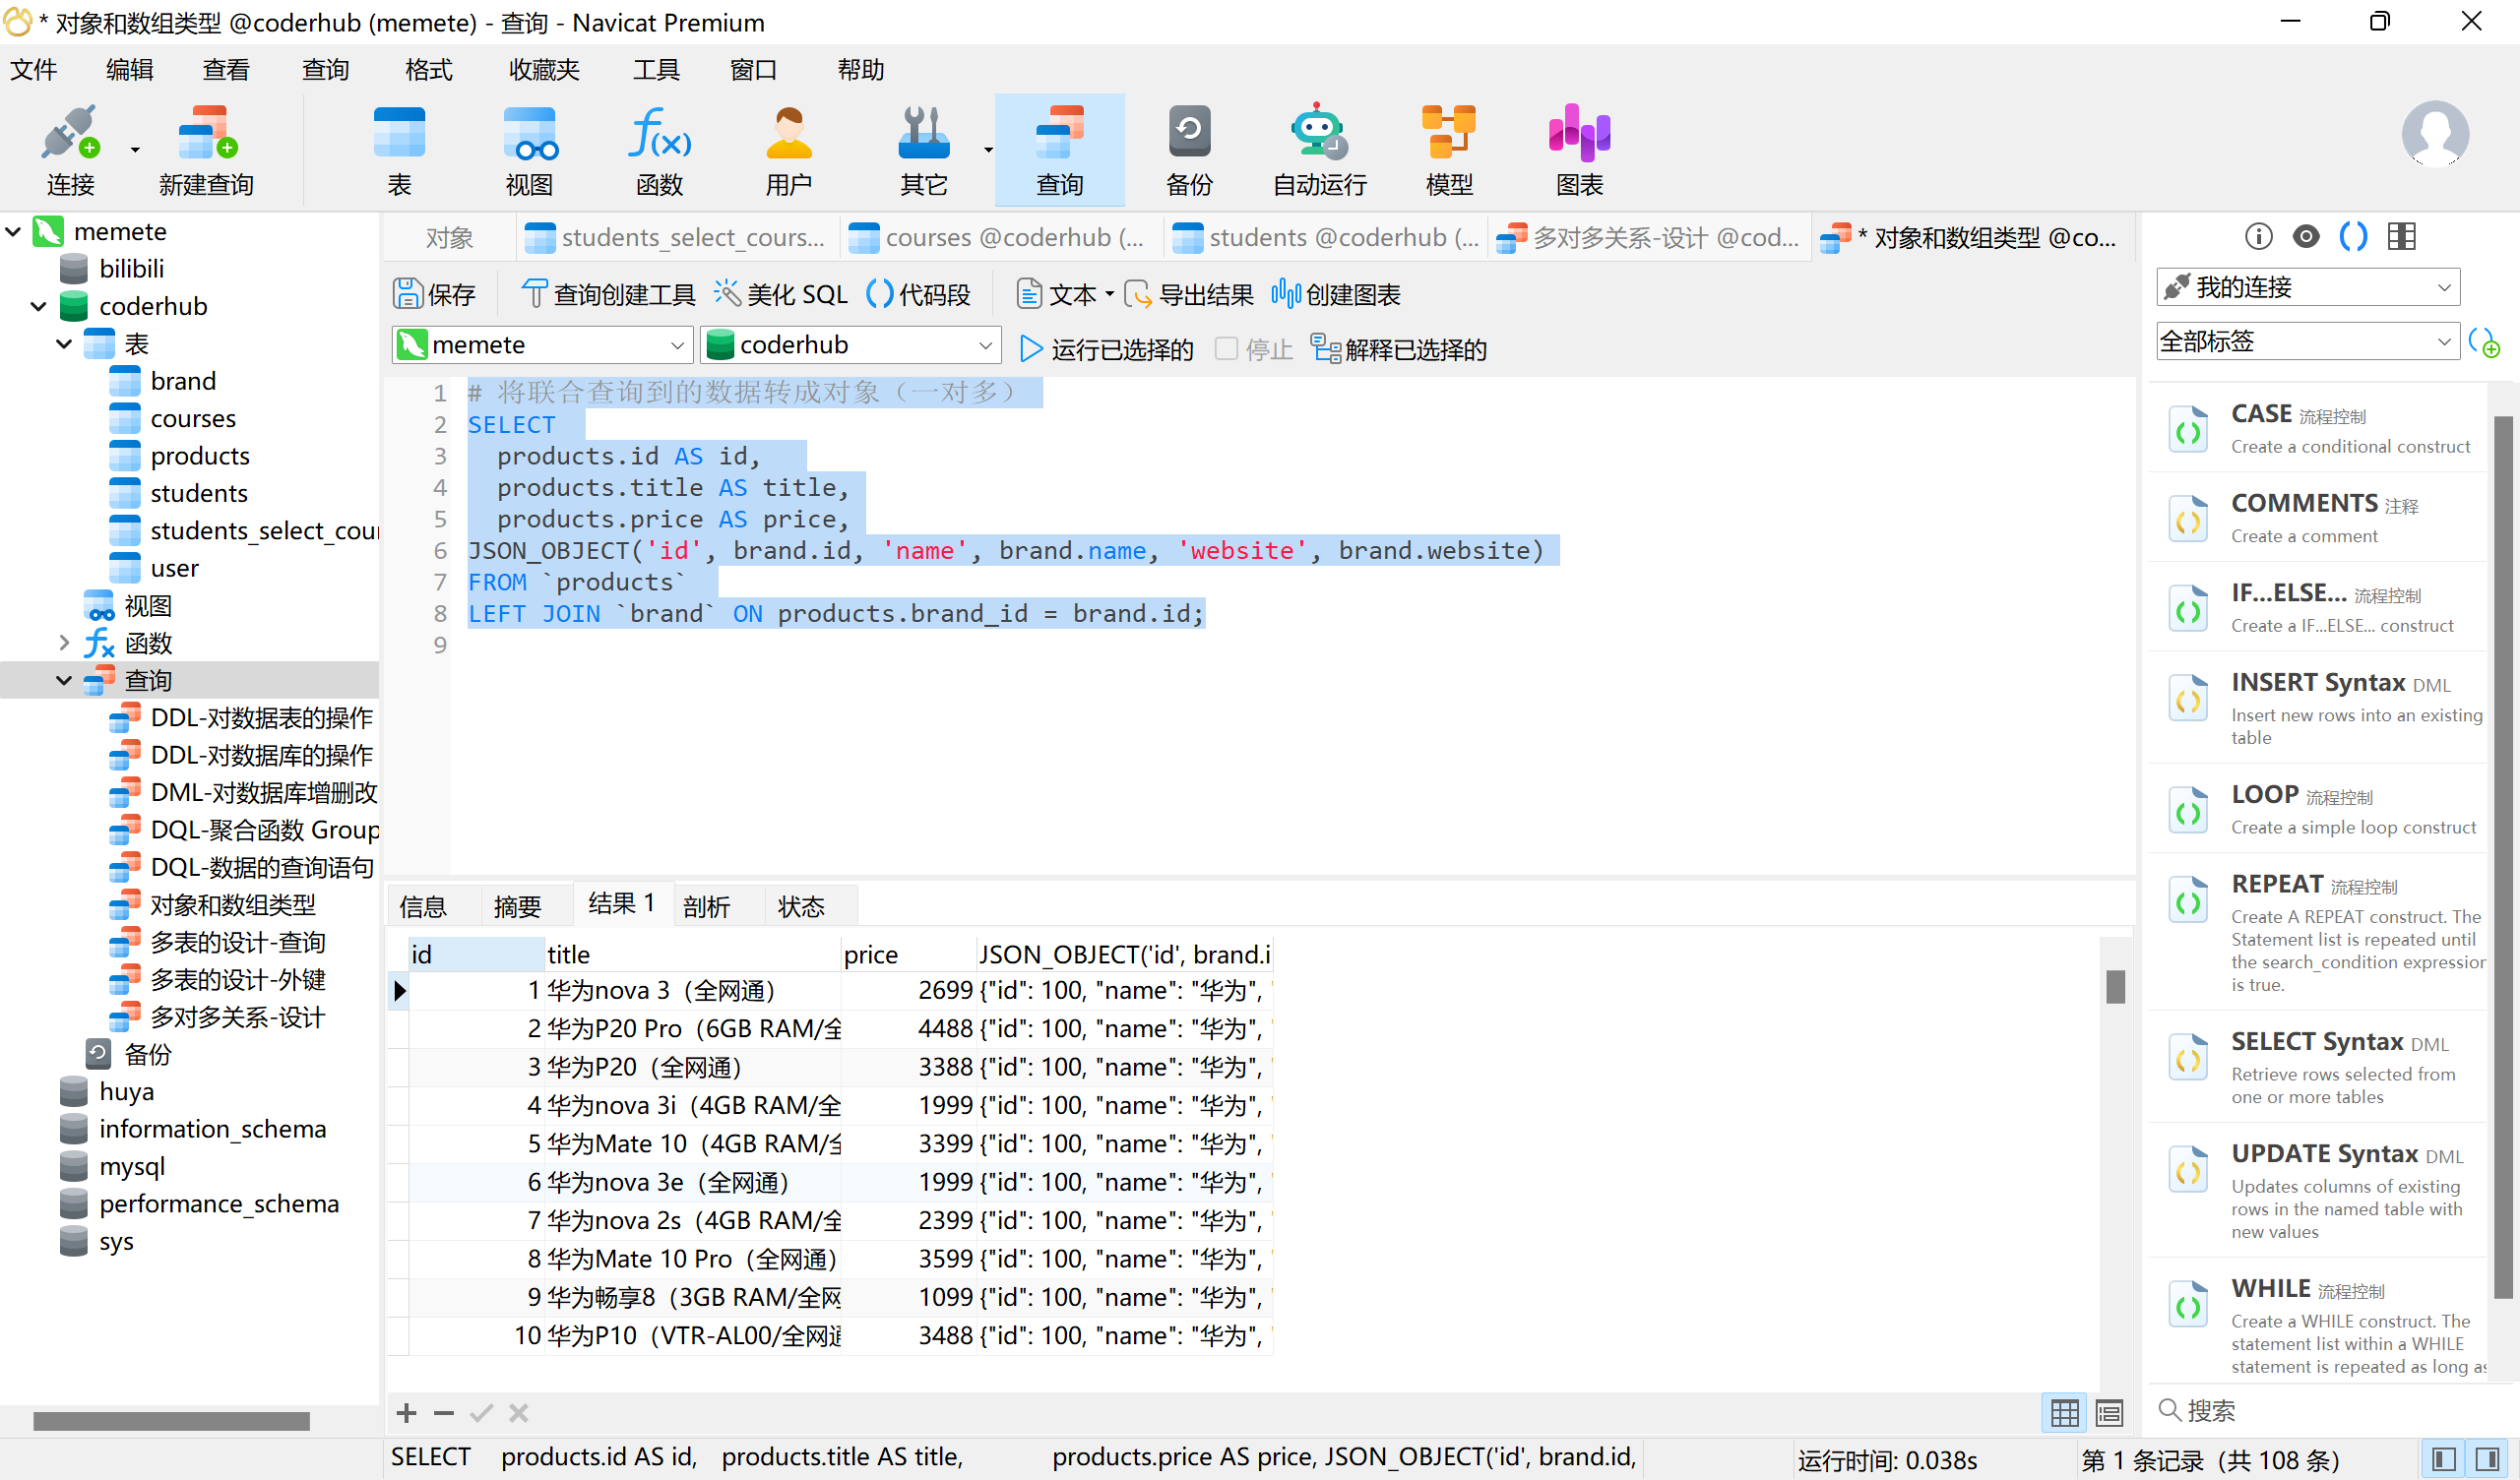 * 对象和数组类型 @coderhub (memete) - 查询 - Navicat Premium
文件 编辑 查看 查询 格式 收藏夹 工具 窗口 帮助
连接 新建查询 表 视图 函数 用户 其它 查询 备份 自动运行 模型 图表
memete
bilibili
coderhub
表
brand
courses
products
students
students_select_cour
user
视图
函数
查询
DDL-对数据表的操作
DDL-对数据库的操作
DML-对数据库增删改
DQL-聚合函数 Group
DQL-数据的查询语句
对象和数组类型
多表的设计-查询
多表的设计-外键
多对多关系-设计
备份
huya
information_schema
mysql
performance_schema
sys
对象 students_select_cours... courses @coderhub (... students @coderhub (... 多对多关系-设计 @cod... * 对象和数组类型 @co...
保存 查询创建工具 美化 SQL 代码段 文本 导出结果 创建图表
memete coderhub 运行已选择的 停止 解释已选择的
1 # 将联合查询到的数据转成对象（一对多）
2 SELECT
3 products.id AS id,
4 products.title AS title,
5 products.price AS price,
6 JSON_OBJECT('id', brand.id, 'name', brand.name, 'website', brand.website)
7 FROM `products`
8 LEFT JOIN `brand` ON products.brand_id = brand.id;
9
信息 摘要 结果 1 剖析 状态
id title price JSON_OBJECT('id', brand.i
1 华为nova 3（全网通） 2699 {"id": 100, "name": "华为", "
2 华为P20 Pro（6GB RAM/全 4488 {"id": 100, "name": "华为", "
3 华为P20（全网通） 3388 {"id": 100, "name": "华为", "
4 华为nova 3i（4GB RAM/全 1999 {"id": 100, "name": "华为", "
5 华为Mate 10（4GB RAM/全 3399 {"id": 100, "name": "华为", "
6 华为nova 3e（全网通） 1999 {"id": 100, "name": "华为", "
7 华为nova 2s（4GB RAM/全 2399 {"id": 100, "name": "华为", "
8 华为Mate 10 Pro（全网通） 3599 {"id": 100, "name": "华为", "
9 华为畅享8（3GB RAM/全网 1099 {"id": 100, "name": "华为", "
10 华为P10（VTR-AL00/全网通 3488 {"id": 100, "name": "华为", "
SELECT products.id AS id, products.title AS title, products.price AS price, JSON_OBJECT('id', brand.id,
运行时间: 0.038s
第 1 条记录（共 108 条）
我的连接
全部标签
CASE 流程控制
Create a conditional construct
COMMENTS 注释
Create a comment
IF...ELSE... 流程控制
Create a IF...ELSE... construct
INSERT Syntax DML
Insert new rows into an existing
table
LOOP 流程控制
Create a simple loop construct
REPEAT 流程控制
Create A REPEAT construct. The
Statement list is repeated until
the search_condition expression
is true.
SELECT Syntax DML
Retrieve rows selected from
one or more tables
UPDATE Syntax DML
Updates columns of existing
rows in the named table with
new values
WHILE 流程控制
Create a WHILE construct. The
statement list within a WHILE
statement is repeated as long as
搜索